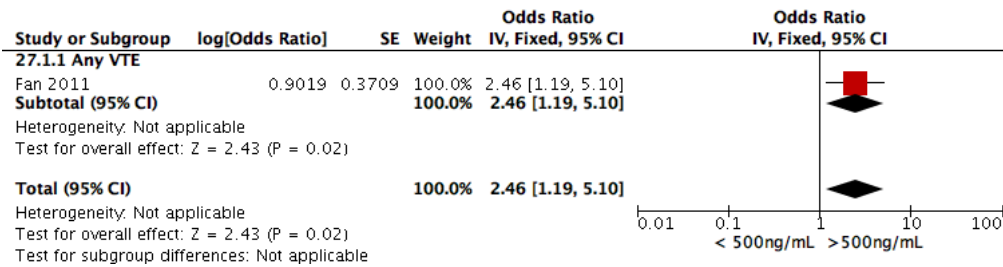 Odds Ratio Odds Ratio
Study or Subgroup log[Odds Ratio] SE Weight IV, Fixed, 95% CI IV, Fixed, 95% CI
27.1.1 Any VTE
Fan 2011 0.9019 0.3709 100.0% 2.46 [1.19, 5.10]
Subtotal (95% CI) 100.0% 2.46 [1.19, 5.10]
Heterogeneity: Not applicable
Test for overall effect: Z = 2.43 (P = 0.02)
Total (95% CI) 100.0% 2.46 [1.19, 5.10]
Heterogeneity: Not applicable
Test for overall effect: Z = 2.43 (P = 0.02)
Test for subgroup differences: Not applicable
0.01 0.1 1 10 100
< 500ng/mL >500ng/mL